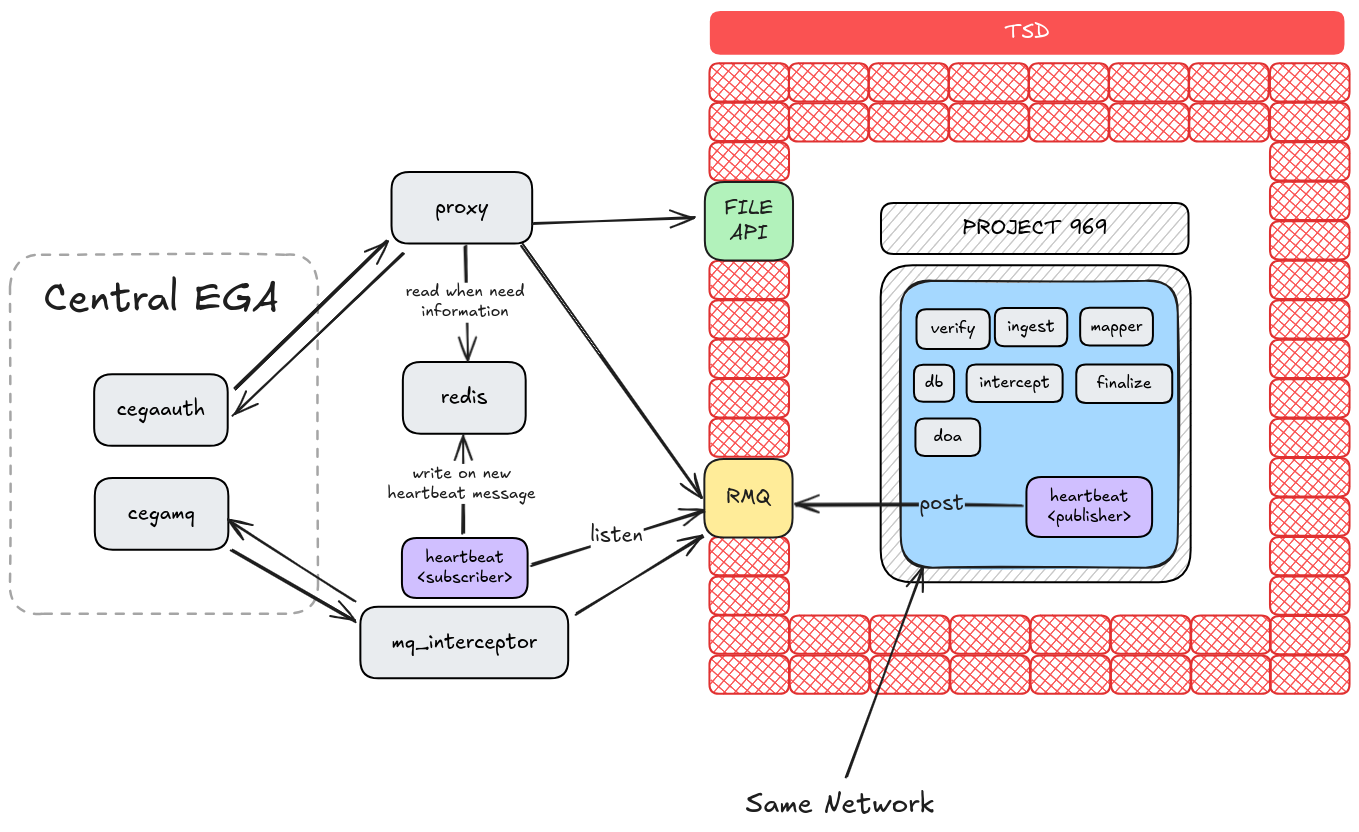 TSD
proxy
FILE
API
PROJECT 969
Central EGA
read when need
information
verify
ingest
mapper
cegaauth
redis
db
intercept
finalize
doa
write on new
heartbeat message
cegamq
RMQ
post
heartbeat
<publisher>
listen
heartbeat
<subscriber>
mq_interceptor
Same Network